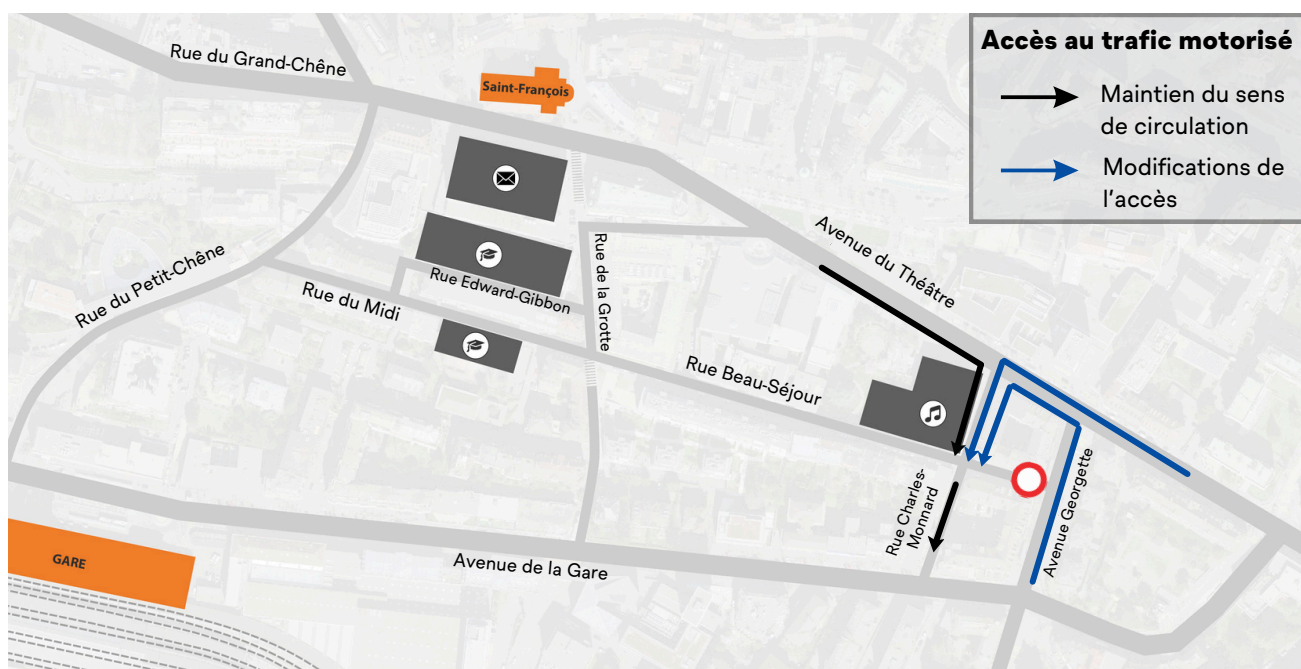 Accès au trafic motorisé
Maintien du sens
de circulation
Modifications de
l'accès
Rue du Grand-Chêne
Saint-François
Avenue du Théâtre
Rue du Petit-Chêne
Rue de la Grotte
Rue Edward-Gibbon
Rue du Midi
Rue Beau-Séjour
Rue Charles-
Monnard
Avenue Georgette
GARE
Avenue de la Gare